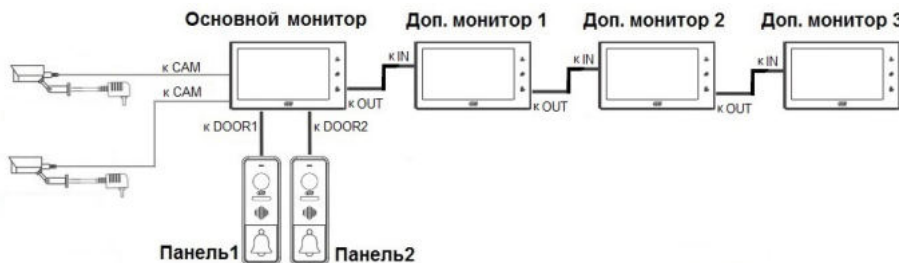 Основной монитор
Доп. монитор 1
Доп. монитор 2
Доп. монитор 3
к CAM
к CAM
к IN
к IN
к IN
к OUT
к OUT
к OUT
к DOOR1
к DOOR2
Панель1
Панель2